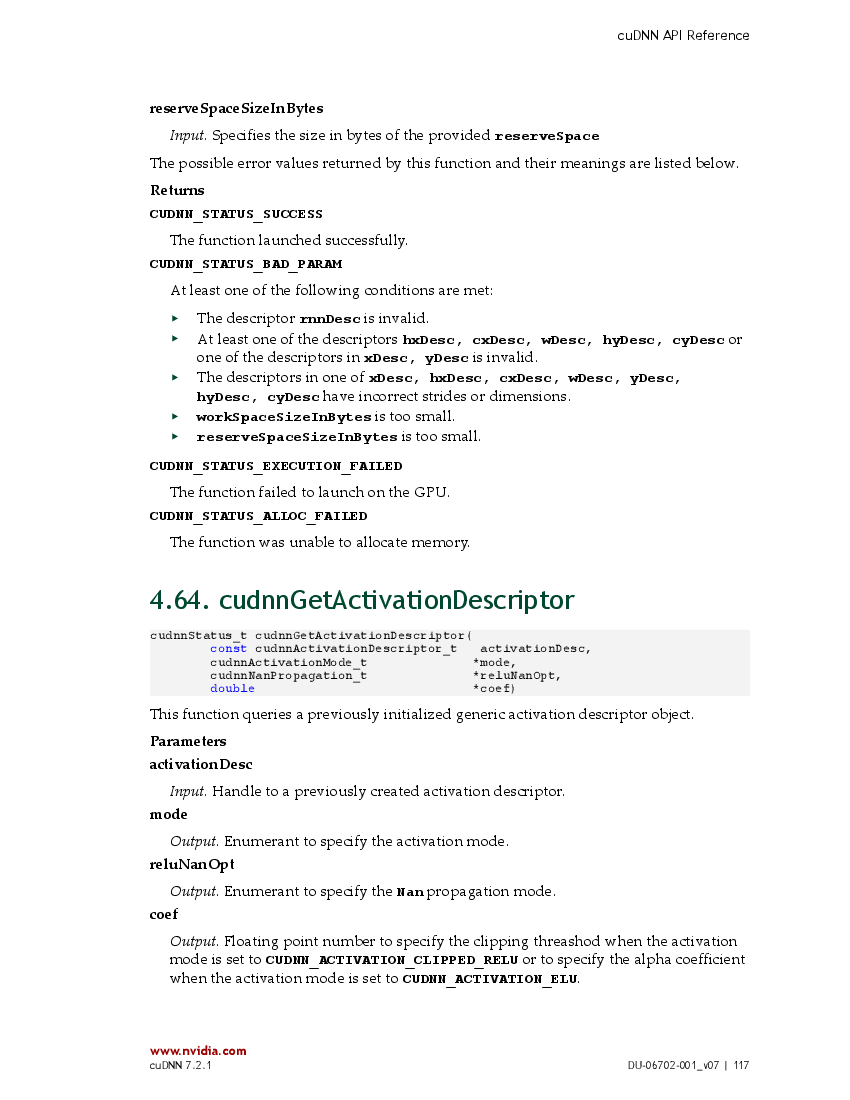 cuDNN API Reference
reserveSpaceSizeInBytes
Input. Specifies the size in bytes of the provided reserveSpace
The possible error values returned by this function and their meanings are listed below.
Returns
CUDNN_STATUS_SUCCESS
The function launched successfully.
CUDNN_STATUS_BAD_PARAM
At least one of the following conditions are met:
▶ The descriptor rnnDesc is invalid.
▶ At least one of the descriptors hxDesc, cxDesc, wDesc, hyDesc, cyDesc or
one of the descriptors in xDesc, yDesc is invalid.
▶ The descriptors in one of xDesc, hxDesc, cxDesc, wDesc, yDesc,
hyDesc, cyDesc have incorrect strides or dimensions.
▶ workSpaceSizeInBytes is too small.
▶ reserveSpaceSizeInBytes is too small.
CUDNN_STATUS_EXECUTION_FAILED
The function failed to launch on the GPU.
CUDNN_STATUS_ALLOC_FAILED
The function was unable to allocate memory.
4.64. cudnnGetActivationDescriptor
cudnnStatus_t cudnnGetActivationDescriptor(
const cudnnActivationDescriptor_t activationDesc,
cudnnActivationMode_t *mode,
cudnnNanPropagation_t *reluNanOpt,
double *coef)
This function queries a previously initialized generic activation descriptor object.
Parameters
activationDesc
Input. Handle to a previously created activation descriptor.
mode
Output. Enumerant to specify the activation mode.
reluNanOpt
Output. Enumerant to specify the Nan propagation mode.
coef
Output. Floating point number to specify the clipping threashod when the activation
mode is set to CUDNN_ACTIVATION_CLIPPED_RELU or to specify the alpha coefficient
when the activation mode is set to CUDNN_ACTIVATION_ELU.
www.nvidia.com
cuDNN 7.2.1 DU-06702-001_v07 | 117